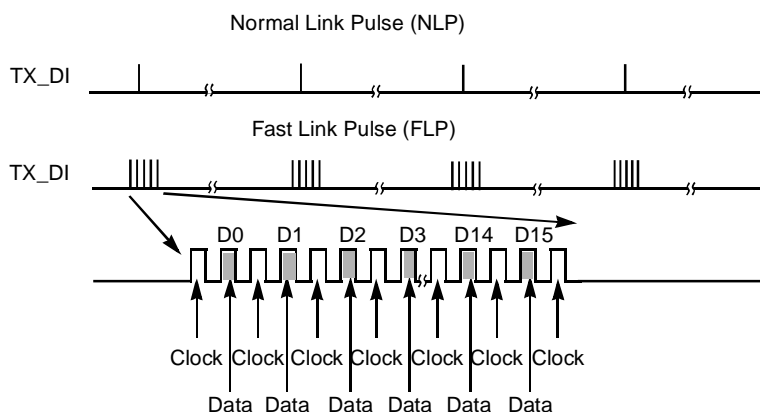 Normal Link Pulse (NLP)
TX_DI
Fast Link Pulse (FLP)
TX_DI
D0 D1 D2 D3 D14 D15
Clock Clock Clock Clock Clock Clock Clock
Data Data Data Data Data Data